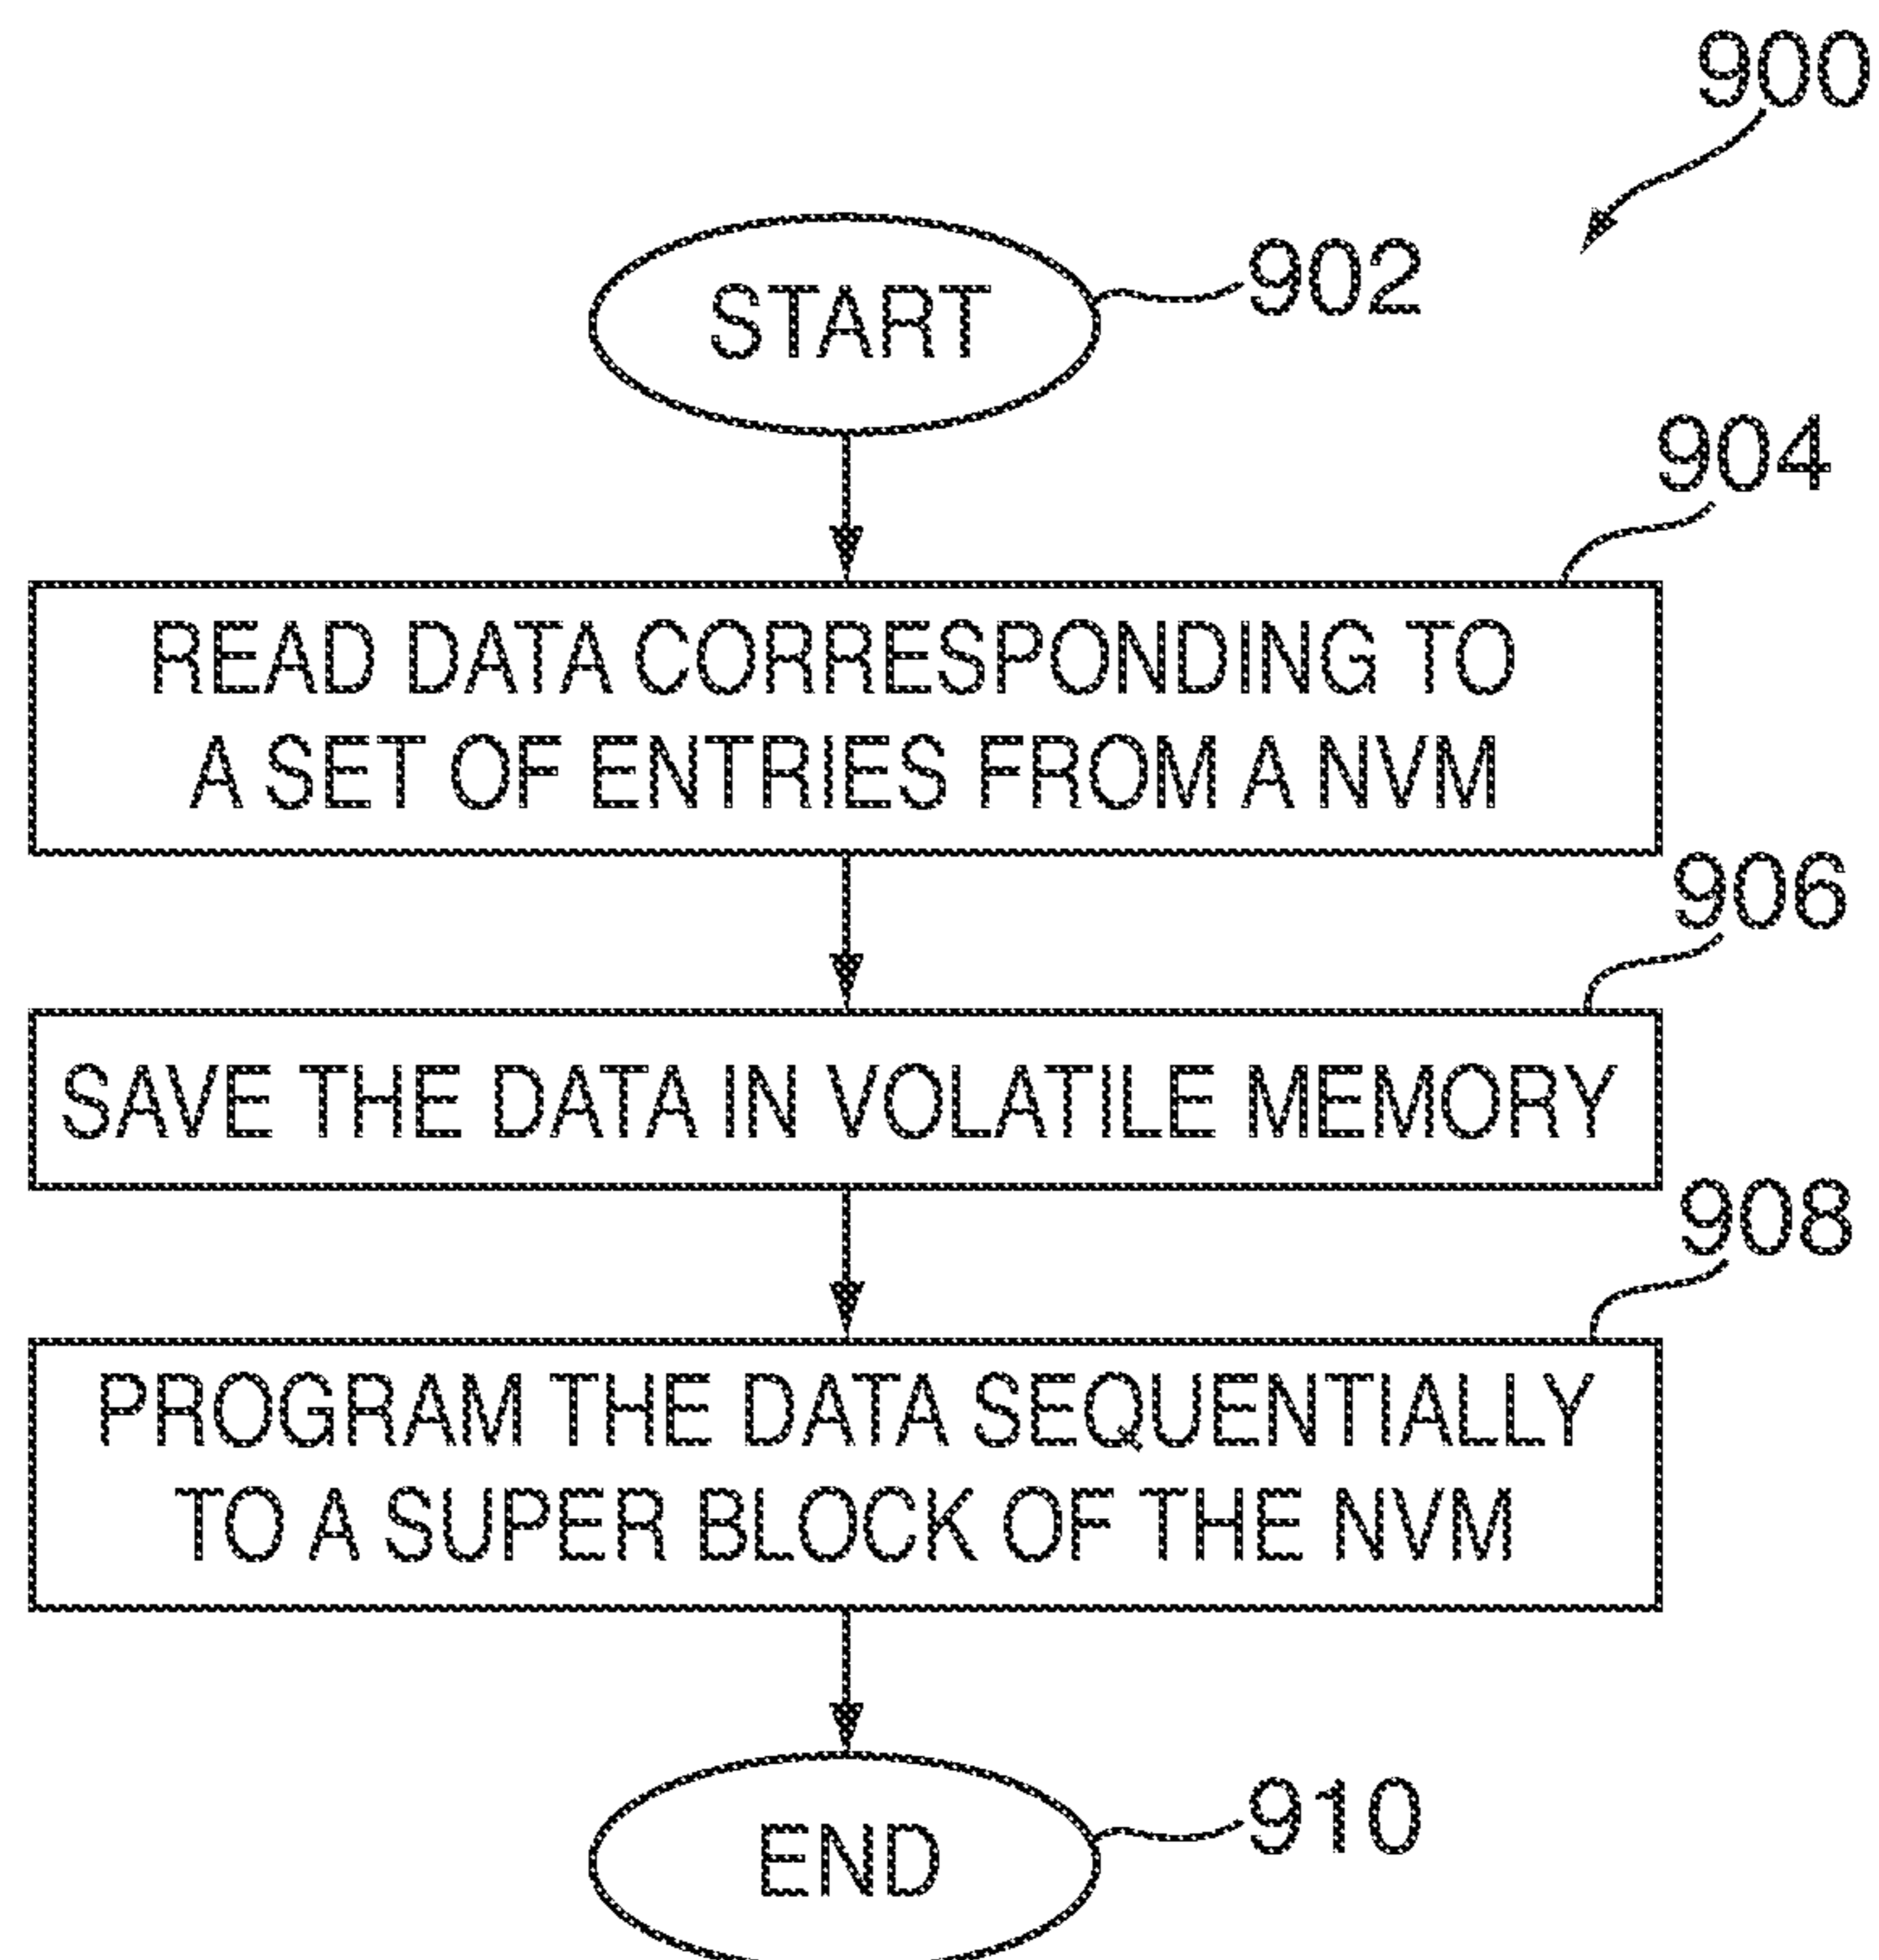 900
START
902
904
READ DATA CORRESPONDING TO
A SET OF ENTRIES FROM A NVM
906
SAVE THE DATA IN VOLATILE MEMORY
908
PROGRAM THE DATA SEQUENTIALLY
TO A SUPER BLOCK OF THE NVM
END
910